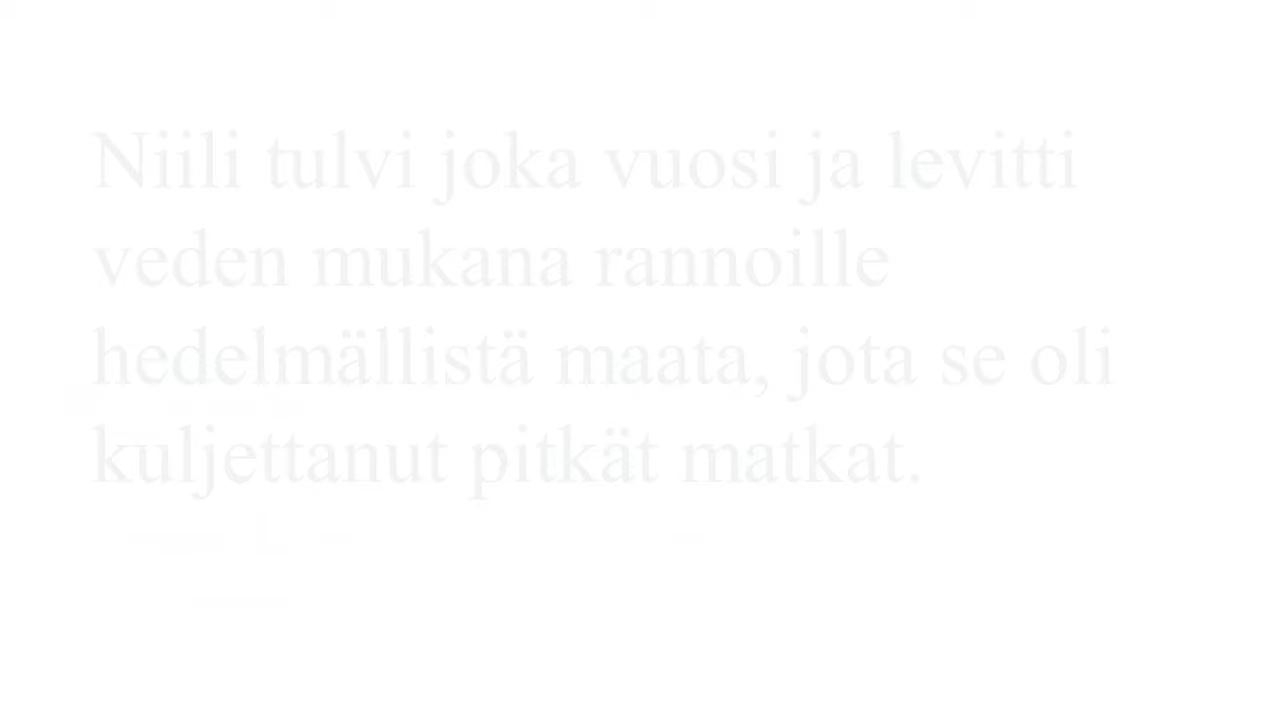 Niili tulvi joka vuosi ja levitti
veden mukana rannoille
hedelmällistä maata, jota se oli
kuljettanut pitkät matkat.